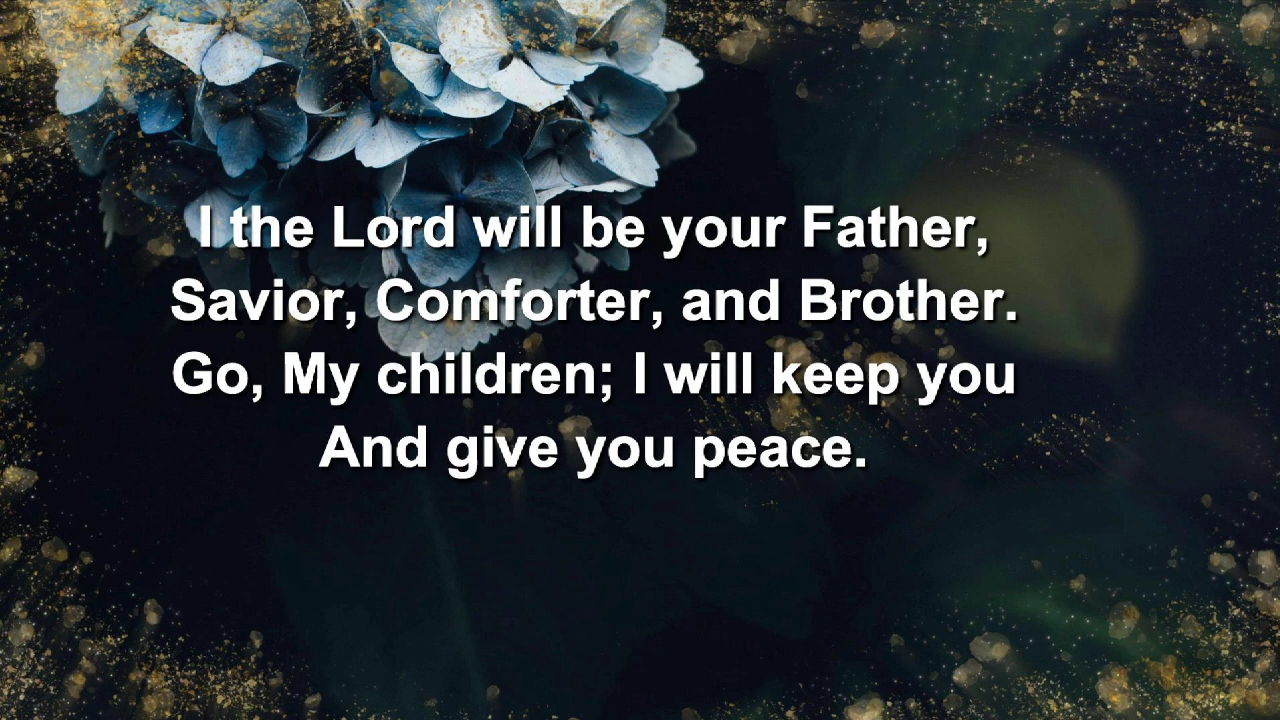 I the Lord will be your Father,
Savior, Comforter, and Brother.
Go, My children; I will keep you
And give you peace.